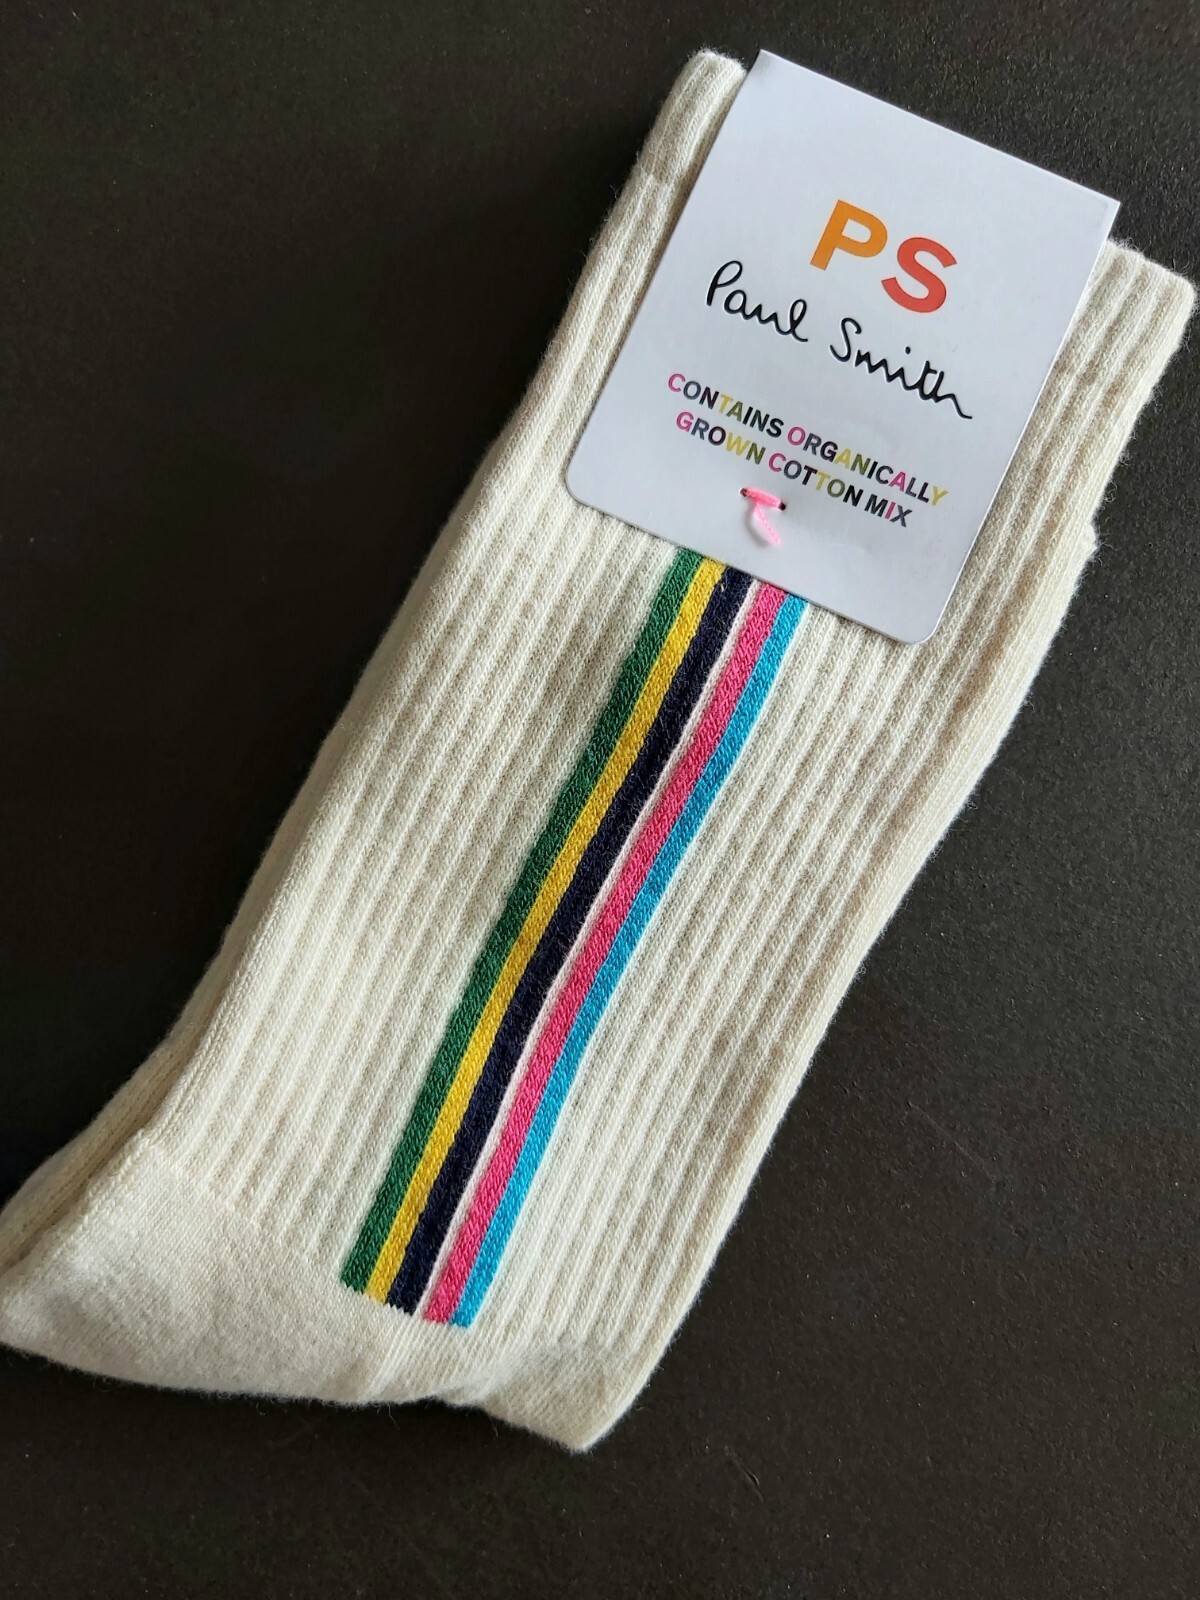 PS
Paul Smith
CONTAINS ORGANICALLY
GROWN COTTON MIX